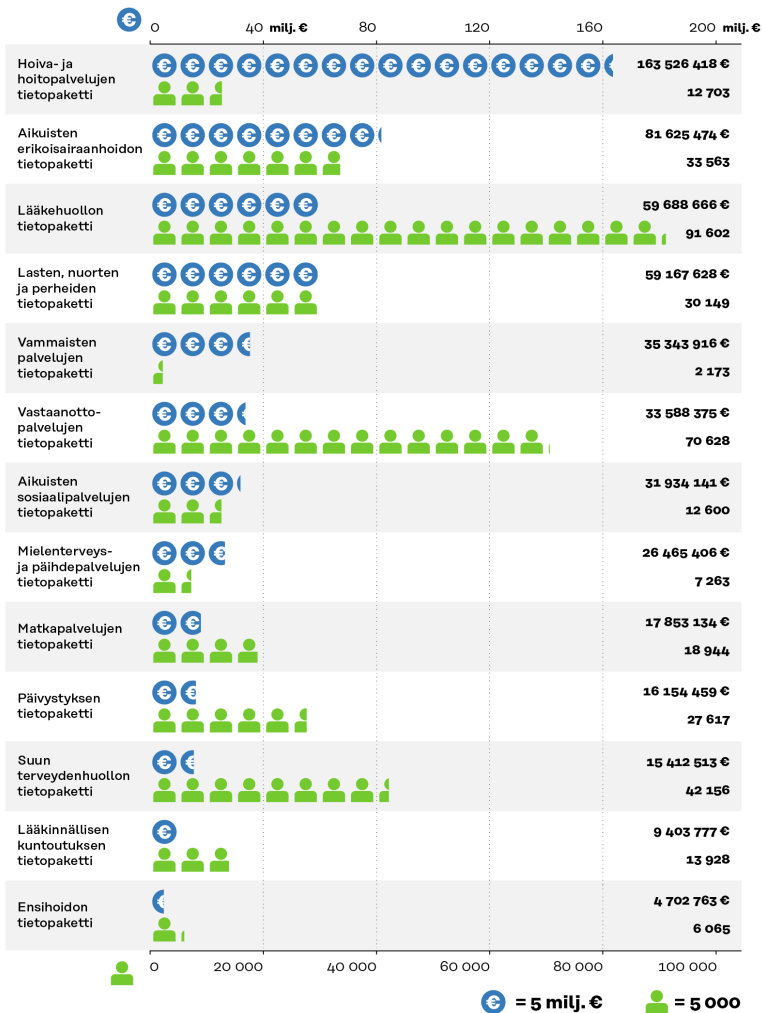 € 0 40 milj. € 80 120 160 200 milj. €
Hoiva- ja
hoitopalvelujen
tietopaketti
163 526 418 €
12 703
Aikuisten
erikoisairaanhoidon
tietopaketti
81 625 474 €
33 563
Lääkehuollon
tietopaketti
59 688 666 €
91 602
Lasten, nuorten
ja perheiden
tietopaketti
59 167 628 €
30 149
Vammaisten
palvelujen
tietopaketti
35 343 916 €
2 173
Vastaanotto-
palvelujen
tietopaketti
33 588 375 €
70 628
Aikuisten
sosiaalipalvelujen
tietopaketti
31 934 141 €
12 600
Mielenterveys-
ja päihdepalvelujen
tietopaketti
26 465 406 €
7 263
Matkapalvelujen
tietopaketti
17 853 134 €
18 944
Päivystyksen
tietopaketti
16 154 459 €
27 617
Suun
terveydenhuollon
tietopaketti
15 412 513 €
42 156
Lääkinnällisen
kuntoutuksen
tietopaketti
9 403 777 €
13 928
Ensihoidon
tietopaketti
4 702 763 €
6 065
0 20 000 40 000 60 000 80 000 100 000
€ = 5 milj. € = 5 000